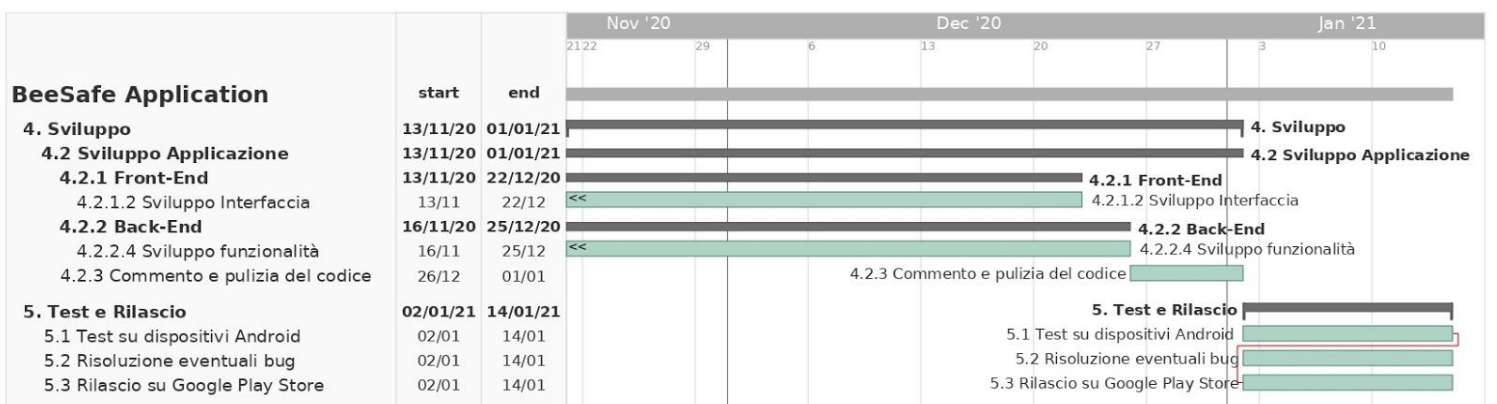 Nov '20 Dec '20 Jan '21
21 22 29 6 13 20 27 3 10
BeeSafe Application start end
4. Sviluppo 13/11/20 01/01/21 4. Sviluppo
4.2 Sviluppo Applicazione 13/11/20 01/01/21 4.2 Sviluppo Applicazione
4.2.1 Front-End 13/11/20 22/12/20 4.2.1 Front-End
4.2.1.2 Sviluppo Interfaccia 13/11 22/12 << 4.2.1.2 Sviluppo Interfaccia
4.2.2 Back-End 16/11/20 25/12/20 4.2.2 Back-End
4.2.2.4 Sviluppo funzionalità 16/11 25/12 << 4.2.2.4 Sviluppo funzionalità
4.2.3 Commento e pulizia del codice 26/12 01/01 4.2.3 Commento e pulizia del codice
5. Test e Rilascio 02/01/21 14/01/21 5. Test e Rilascio
5.1 Test su dispositivi Android 02/01 14/01 5.1 Test su dispositivi Android
5.2 Risoluzione eventuali bug 02/01 14/01 5.2 Risoluzione eventuali bug
5.3 Rilascio su Google Play Store 02/01 14/01 5.3 Rilascio su Google Play Store